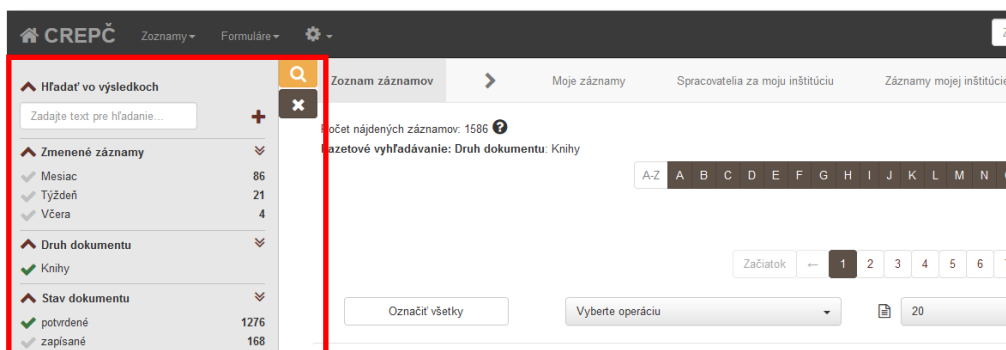 CREPČ Zoznamy Formuláre
Hľadať vo výsledkoch
Zadajte text pre hľadanie...
Zmenené záznamy
Mesiac 86
Týždeň 21
Včera 4
Druh dokumentu
Knihy
Stav dokumentu
potvrdené 1276
zapísané 168
Zoznam záznamov Moje záznamy Spracovatelia za moju inštitúciu Záznamy mojej inštitúcie
Počet nájdených záznamov: 1586
Fazetové vyhľadávanie: Druh dokumentu: Knihy
A-Z A B C D E F G H I J K L M N
Začiatok ← 1 2 3 4 5 6
Označiť všetky Vyberte operáciu 20